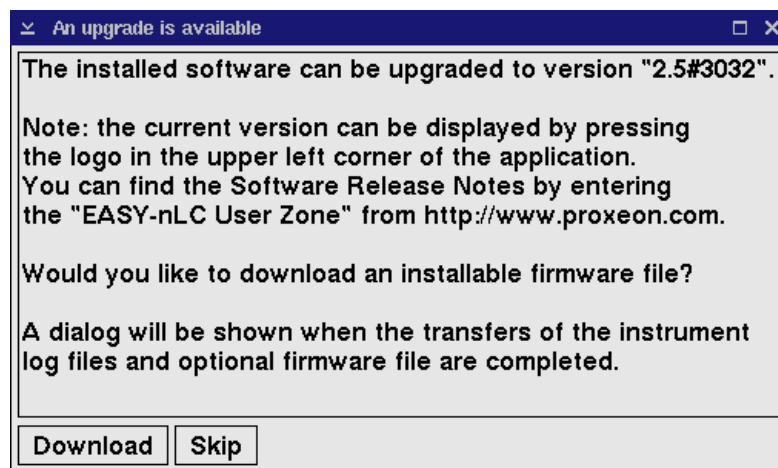 An upgrade is available
The installed software can be upgraded to version "2.5#3032".
Note: the current version can be displayed by pressing
the logo in the upper left corner of the application.
You can find the Software Release Notes by entering
the "EASY-nLC User Zone" from http://www.proxeon.com.
Would you like to download an installable firmware file?
A dialog will be shown when the transfers of the instrument
log files and optional firmware file are completed.
Download Skip